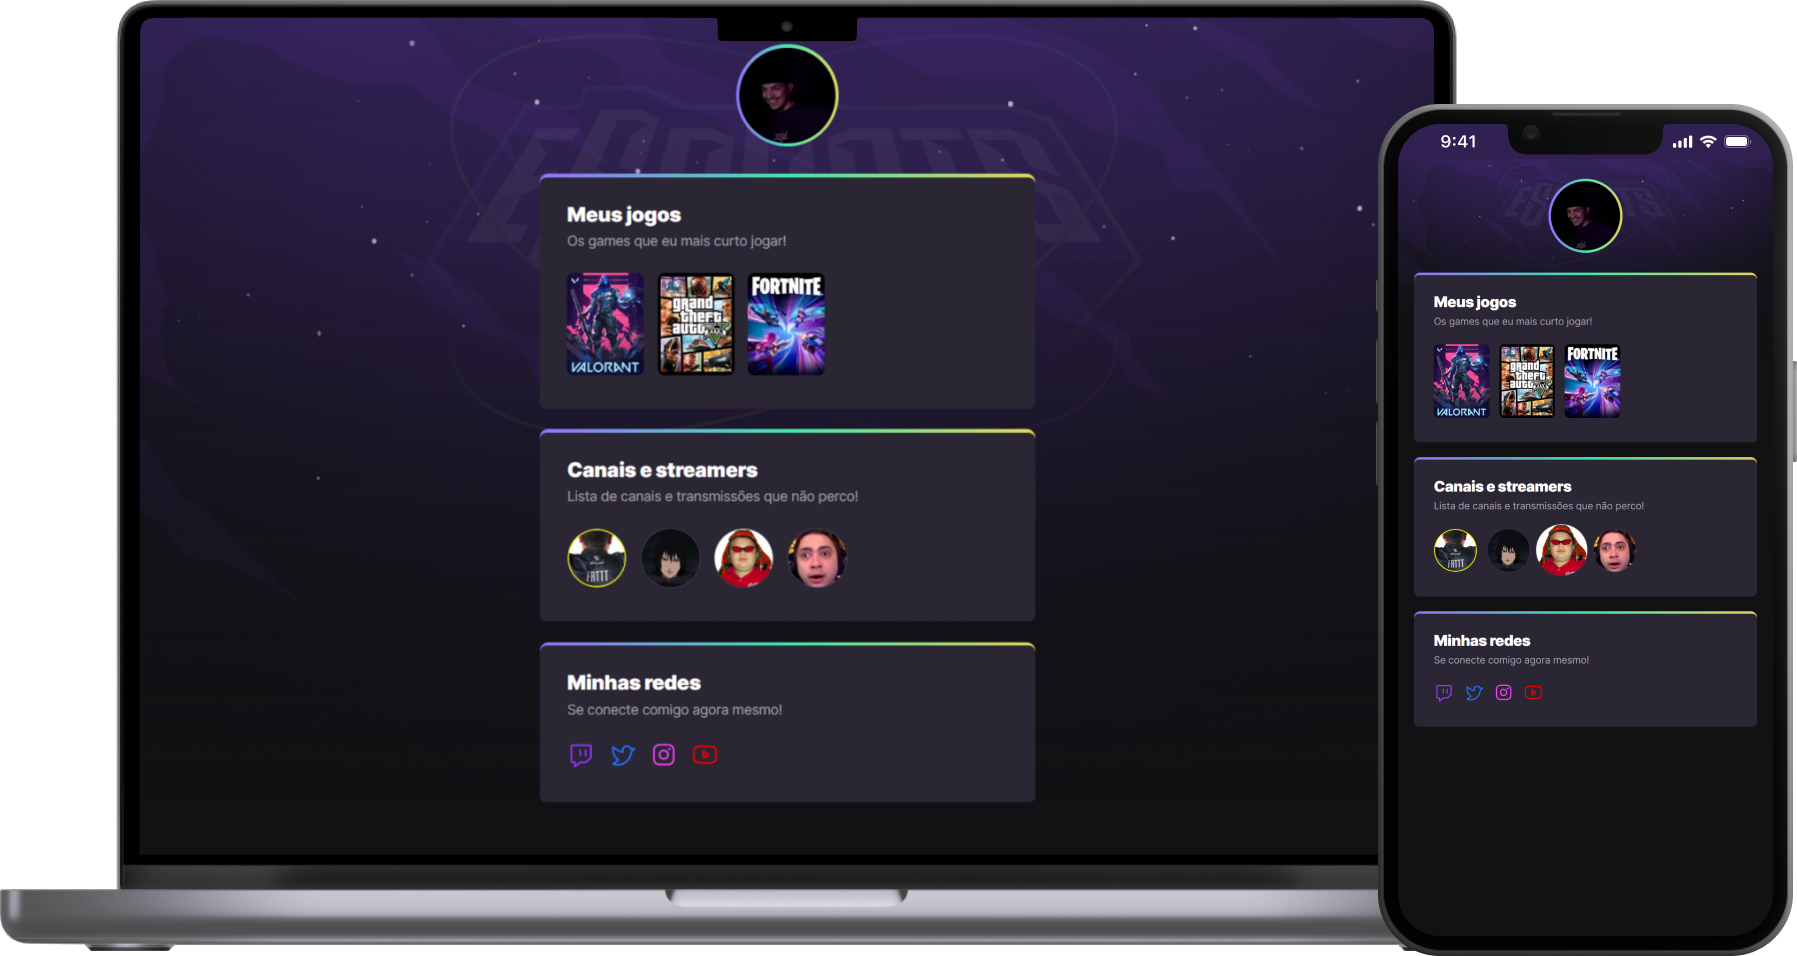 ESPORTS
Meus jogos
Os games que eu mais curto jogar!
VALORANT
grand
theft
auto
V
FORTNITE
Canais e streamers
Lista de canais e transmissões que não perco!
FRTTT
Minhas redes
Se conecte comigo agora mesmo!
9:41
ESPORTS
Meus jogos
Os games que eu mais curto jogar!
VALORANT
grand
theft
auto
V
FORTNITE
Canais e streamers
Lista de canais e transmissões que não perco!
Minhas redes
Se conecte comigo agora mesmo!